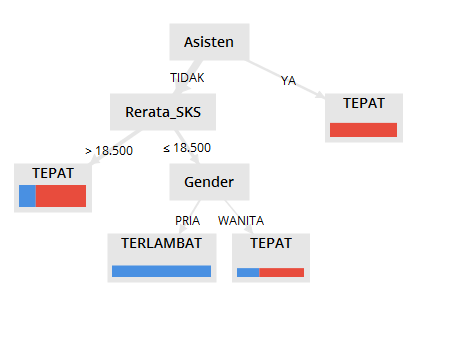 Asisten
TIDAK
YA
Rerata_SKS
TEPAT
> 18.500
≤ 18.500
TEPAT
Gender
PRIA
WANITA
TERLAMBAT
TEPAT